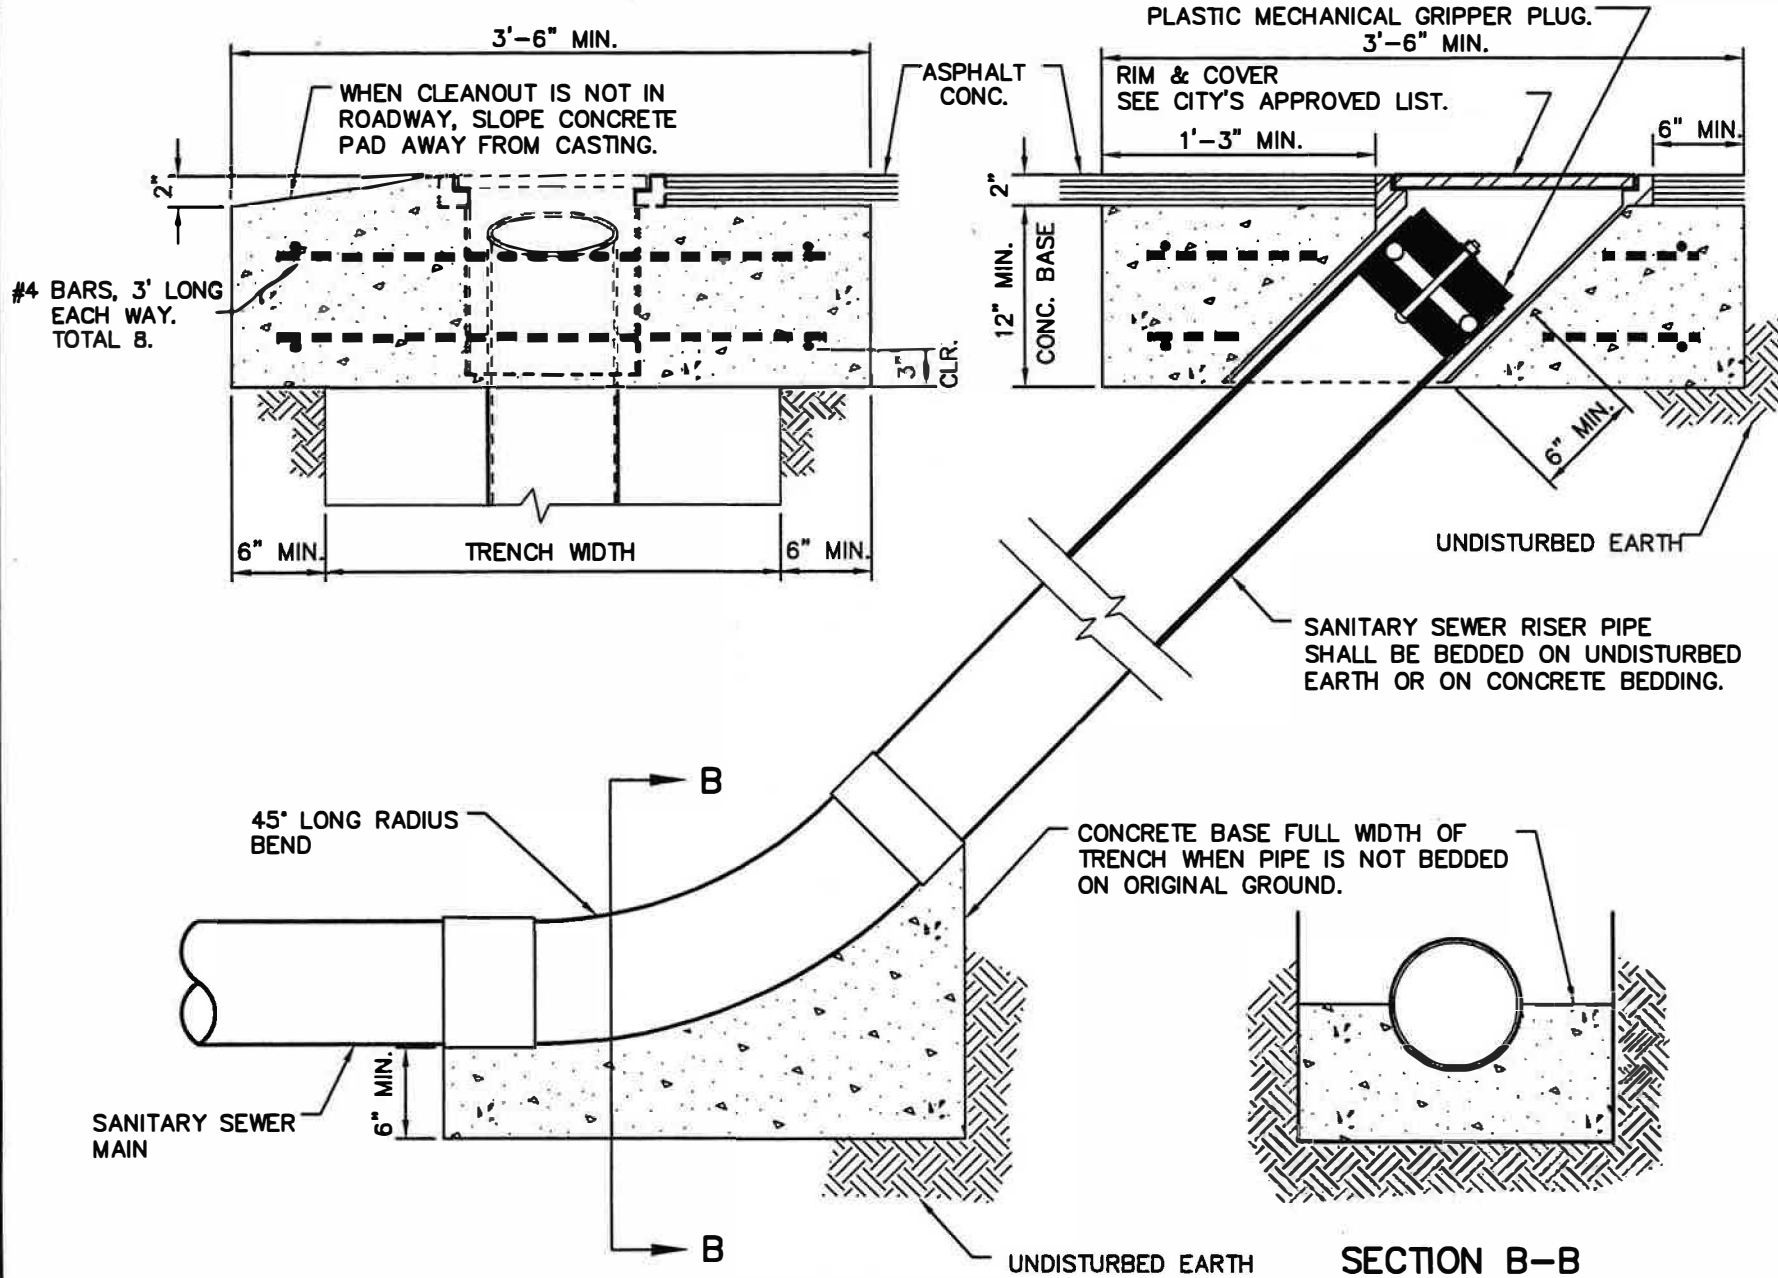 PLASTIC MECHANICAL GRIPPER PLUG.
3'-6" MIN.
3'-6" MIN.
WHEN CLEANOUT IS NOT IN
ROADWAY, SLOPE CONCRETE
PAD AWAY FROM CASTING.
ASPHALT
CONC.
RIM & COVER
SEE CITY'S APPROVED LIST.
1'-3" MIN.
6" MIN.
2"
2"
#4 BARS, 3' LONG
EACH WAY.
TOTAL 8.
12" MIN.
CONC. BASE
3"
CLR.
6" MIN.
6" MIN.
TRENCH WIDTH
6" MIN.
UNDISTURBED EARTH
SANITARY SEWER RISER PIPE
SHALL BE BEDDED ON UNDISTURBED
EARTH OR ON CONCRETE BEDDING.
B
45° LONG RADIUS
BEND
CONCRETE BASE FULL WIDTH OF
TRENCH WHEN PIPE IS NOT BEDDED
ON ORIGINAL GROUND.
6" MIN.
SANITARY SEWER
MAIN
B
UNDISTURBED EARTH
SECTION B-B